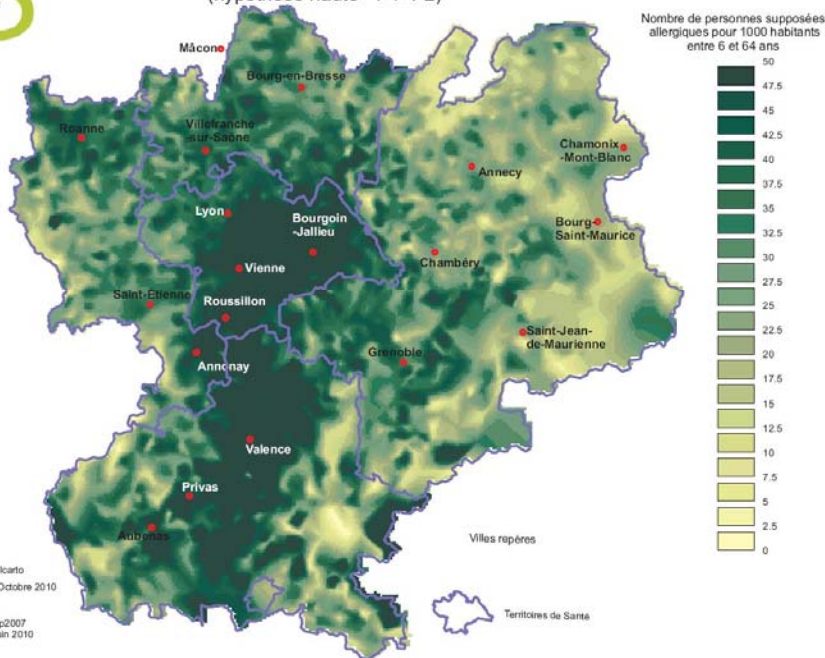 Nombre de personnes supposées
allergiques pour 1000 habitants
entre 6 et 64 ans
50
47.5
45
42.5
40
37.5
35
32.5
30
27.5
25
22.5
20
17.5
15
12.5
10
7.5
5
2.5
0
Mâcon
Bourg-en-Bresse
Roanne
Villefranche
-sur-Saône
Chamonix
-Mont-Blanc
Annecy
Lyon
Bourgoin
-Jallieu
Bourg-
Saint-Maurice
Chambéry
Vienne
Saint-Etienne
Roussillon
Saint-Jean-
de-Maurienne
Grenoble
Annonay
Valence
Privas
Aubenas
Villes repères
Territoires de Santé
Octobre 2010